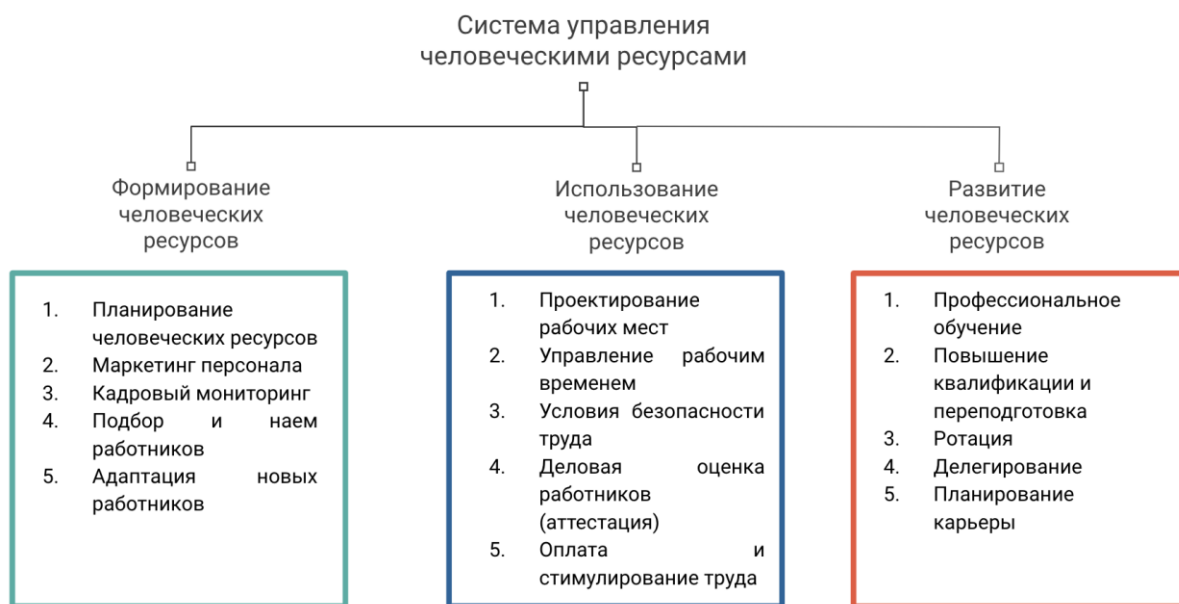 Система управления
человеческими ресурсами
Формирование
человеческих
ресурсов
1. Планирование
человеческих ресурсов
2. Маркетинг персонала
3. Кадровый мониторинг
4. Подбор и наем
работников
5. Адаптация новых
работников
Использование
человеческих
ресурсов
1. Проектирование
рабочих мест
2. Управление рабочим
временем
3. Условия безопасности
труда
4. Деловая оценка
работников
(аттестация)
5. Оплата и
стимулирование труда
Развитие
человеческих
ресурсов
1. Профессиональное
обучение
2. Повышение
квалификации и
переподготовка
3. Ротация
4. Делегирование
5. Планирование
карьеры